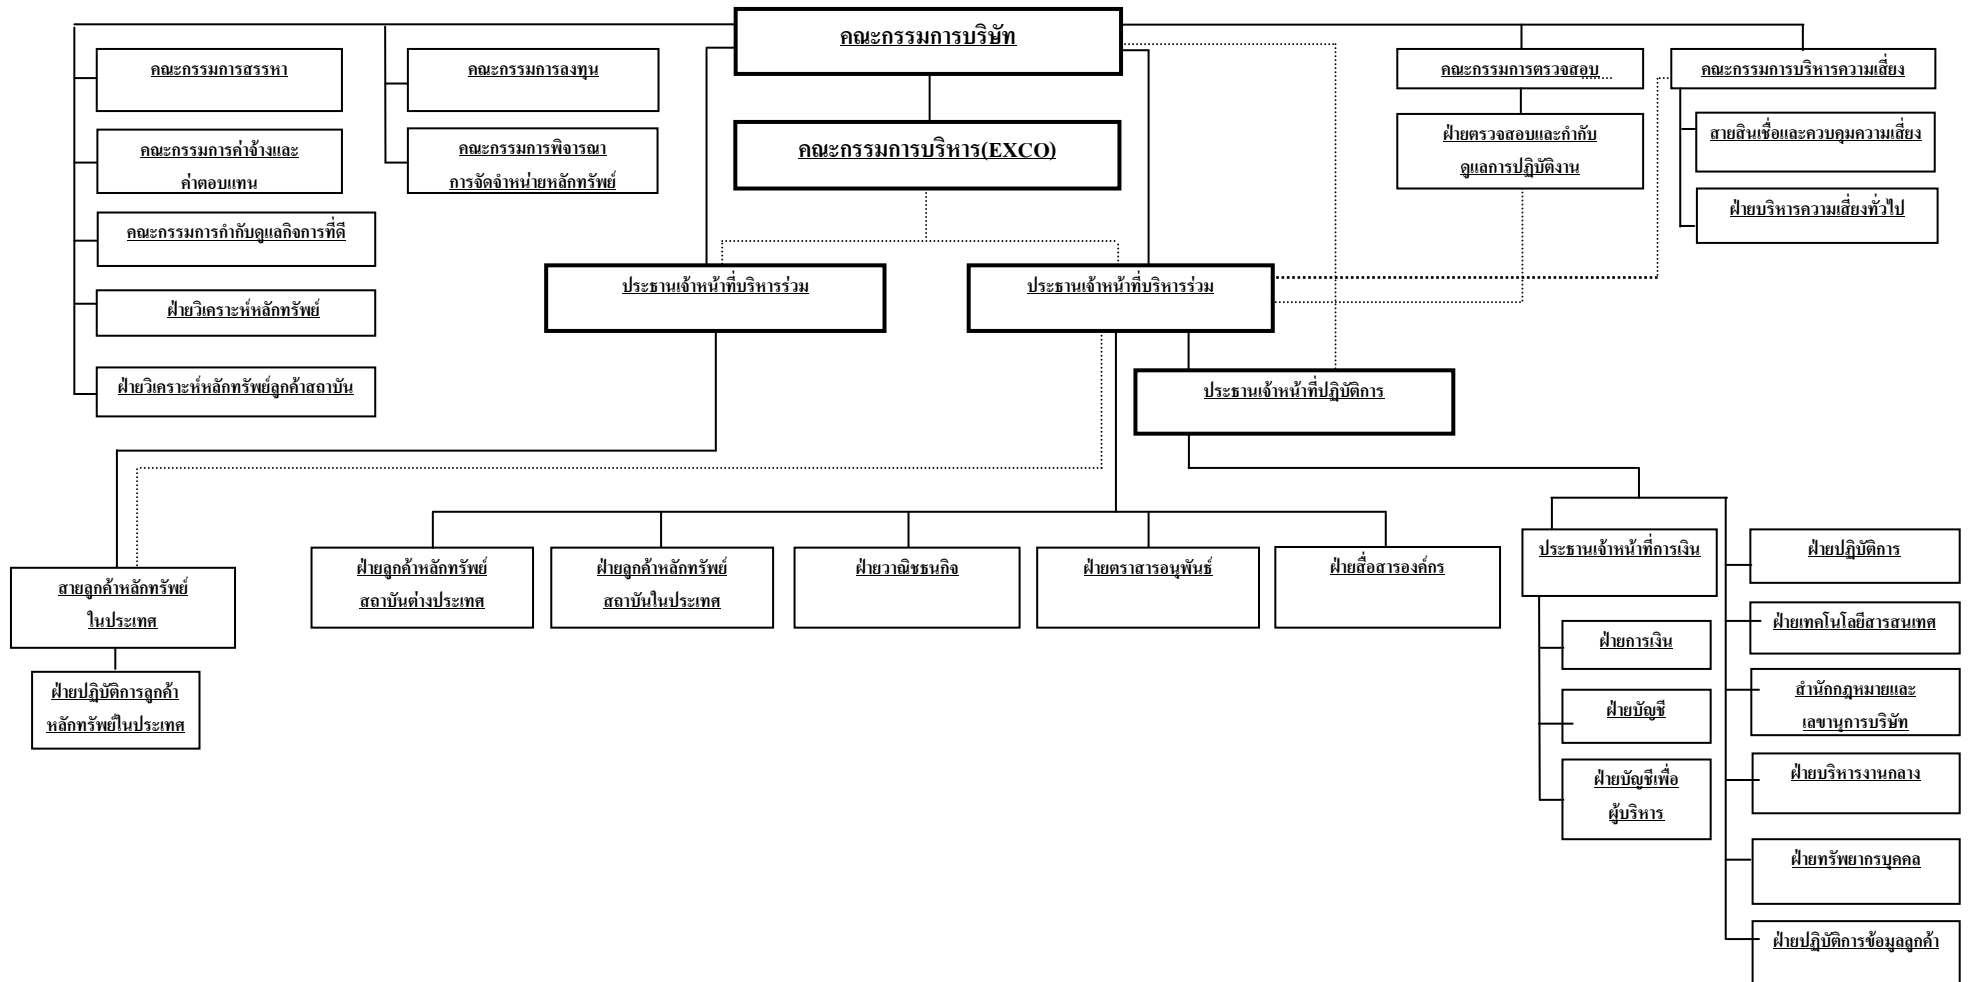 คณะกรรมการบริษัท
คณะกรรมการสรรหา
คณะกรรมการลงทุน
คณะกรรมการตรวจสอบ
คณะกรรมการบริหารความเสี่ยง
คณะกรรมการค่าจ้างและ
ค่าตอบแทน
คณะกรรมการพิจารณา
การจัดจำหน่ายหลักทรัพย์
คณะกรรมการบริหาร(EXCO)
ฝ่ายตรวจสอบและกำกับ
ดูแลการปฏิบัติงาน
สายสินเชื่อและควบคุมความเสี่ยง
ฝ่ายบริหารความเสี่ยงทั่วไป
คณะกรรมการกำกับดูแลกิจการที่ดี
ประธานเจ้าหน้าที่บริหารร่วม
ประธานเจ้าหน้าที่บริหารร่วม
ฝ่ายวิเคราะห์หลักทรัพย์
ฝ่ายวิเคราะห์หลักทรัพย์ลูกค้าสถาบัน
ประธานเจ้าหน้าที่ปฏิบัติการ
สายลูกค้าหลักทรัพย์
ในประเทศ
ฝ่ายปฏิบัติการลูกค้า
หลักทรัพย์ในประเทศ
ฝ่ายลูกค้าหลักทรัพย์
สถาบันต่างประเทศ
ฝ่ายลูกค้าหลักทรัพย์
สถาบันในประเทศ
ฝ่ายวาณิชธนกิจ
ฝ่ายตราสารอนุพันธ์
ฝ่ายสื่อสารองค์กร
ประธานเจ้าหน้าที่การเงิน
ฝ่ายการเงิน
ฝ่ายบัญชี
ฝ่ายบัญชีเพื่อ
ผู้บริหาร
ฝ่ายปฏิบัติการ
ฝ่ายเทคโนโลยีสารสนเทศ
สำนักกฎหมายและ
เลขานุการบริษัท
ฝ่ายบริหารงานกลาง
ฝ่ายทรัพยากรบุคคล
ฝ่ายปฏิบัติการข้อมูลลูกค้า